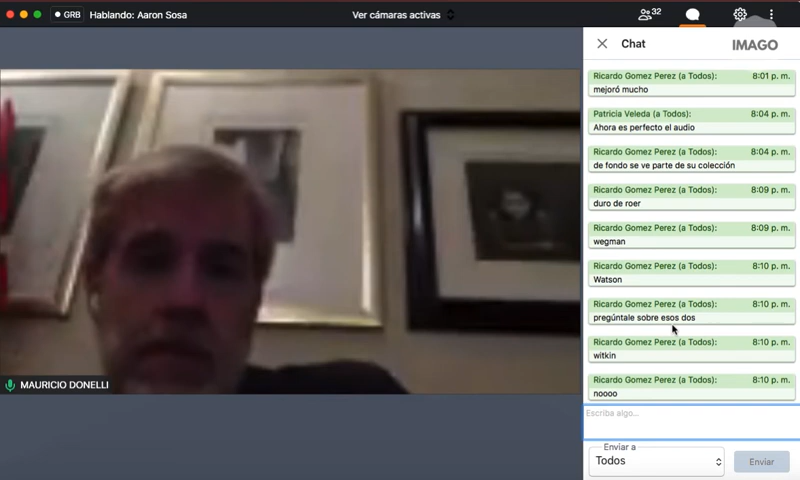 GRB
Hablando: Aaron Sosa
Ver cámaras activas
32
Chat
IMAGO
Ricardo Gomez Perez (a Todos): 8:01 p. m.
mejoró mucho
Patricia Veleda (a Todos): 8:04 p. m.
Ahora es perfecto el audio
Ricardo Gomez Perez (a Todos): 8:04 p. m.
de fondo se ve parte de su colección
Ricardo Gomez Perez (a Todos): 8:09 p. m.
duro de roer
Ricardo Gomez Perez (a Todos): 8:09 p. m.
wegman
Ricardo Gomez Perez (a Todos): 8:10 p. m.
Watson
Ricardo Gomez Perez (a Todos): 8:10 p. m.
pregúntale sobre esos dos
Ricardo Gomez Perez (a Todos): 8:10 p. m.
witkin
Ricardo Gomez Perez (a Todos): 8:10 p. m.
noooo
MAURICIO DONELLI
Escriba algo...
Enviar a
Todos
Enviar